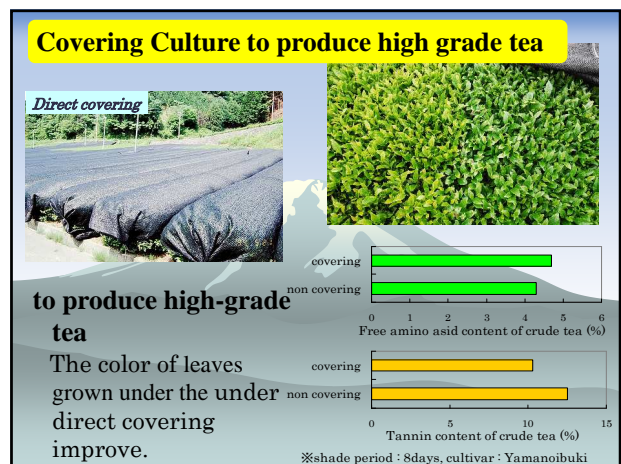 Covering Culture to produce high grade tea
Direct covering
to produce high-grade
tea
The color of leaves
grown under the under
direct covering
improve.
covering
non covering
0 1 2 3 4 5 6
Free amino asid content of crude tea (%)
covering
non covering
0 5 10 15
Tannin content of crude tea (%)
※shade period : 8days, cultivar : Yamanoibuki